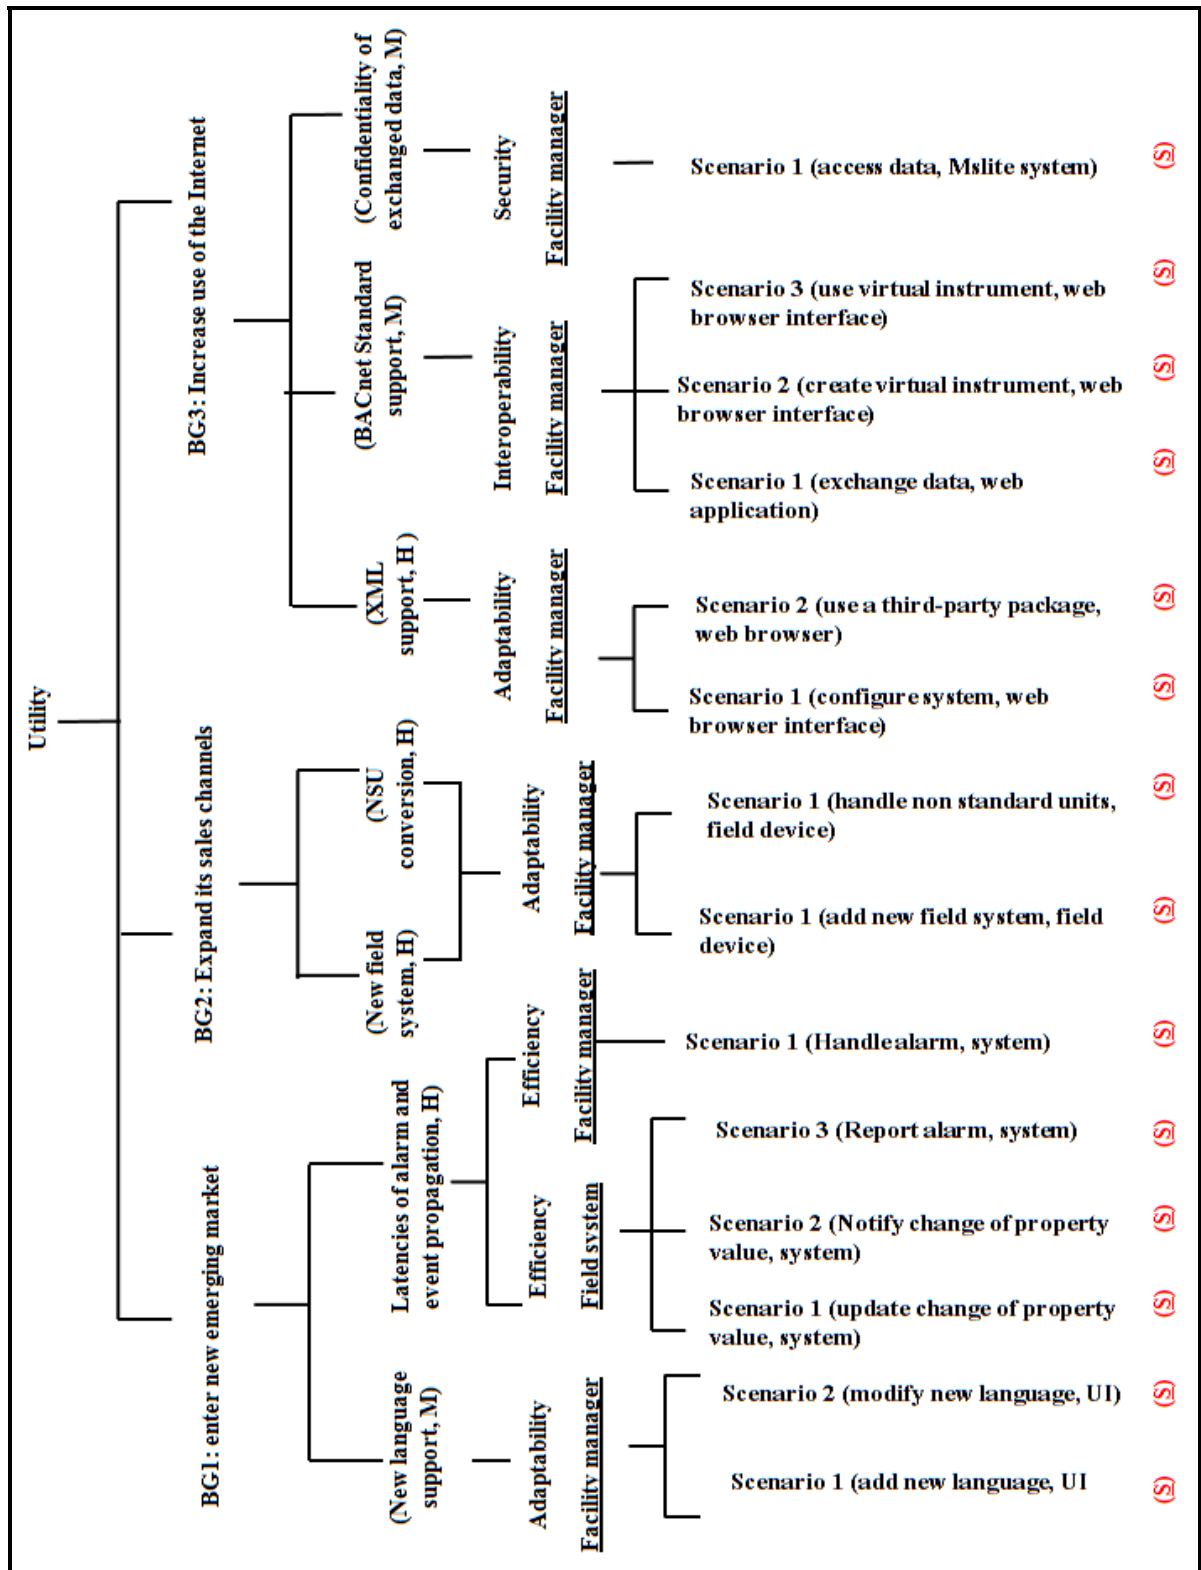 Utility
BG1: enter new emerging market
BG2: Expand its sales channels
BG3: Increase use of the Internet
(New language
support, M)
Latencies of alarm and
event propagation, H)
(New field
system, H)
(NSU
conversion, H)
(XML
support, H )
(BACnet Standard
support, M)
(Confidentiality of
exchanged data, M)
Adaptability
Facility manager
Efficiency
Field system
Efficiency
Facility manager
Adaptability
Facility manager
Adaptability
Facility manager
Interoperability
Facility manager
Security
Facility manager
Scenario 1 (access data, Mslite system)
Scenario 3 (use virtual instrument, web
browser interface)
Scenario 2 (create virtual instrument, web
browser interface)
Scenario 1 (exchange data, web
application)
Scenario 2 (use a third-party package,
web browser)
Scenario 1 (configure system, web
browser interface)
Scenario 1 (handle non standard units,
field device)
Scenario 1 (add new field system, field
device)
Scenario 1 (Handle alarm, system)
Scenario 3 (Report alarm, system)
Scenario 2 (Notify change of property
value, system)
Scenario 1 (update change of property
value, system)
Scenario 2 (modify new language, UI)
Scenario 1 (add new language, UI
(S)
(S)
(S)
(S)
(S)
(S)
(S)
(S)
(S)
(S)
(S)
(S)
(S)
(S)